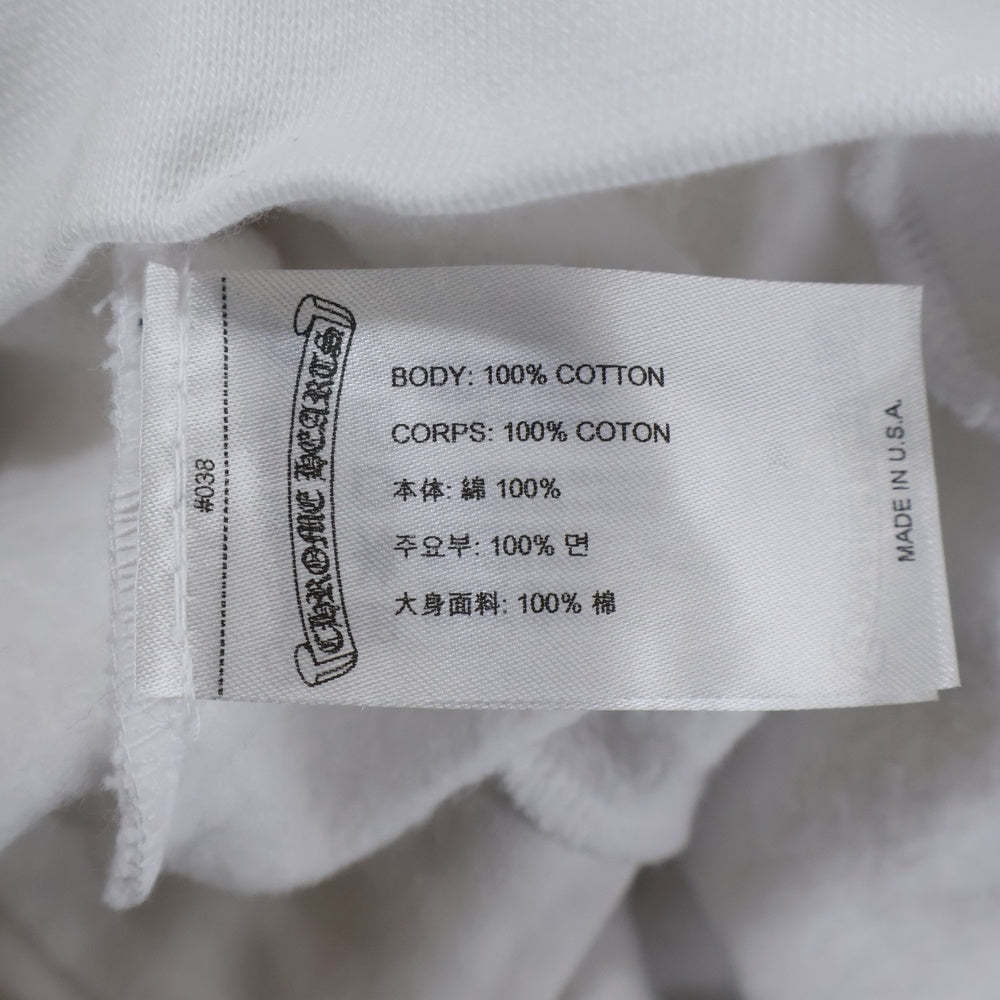 #038
CHROME HEARTS
BODY: 100% COTTON
CORPS: 100% COTON
本体: 綿 100%
주요부: 100% 면
大身面料: 100% 棉
MADE IN U.S.A.